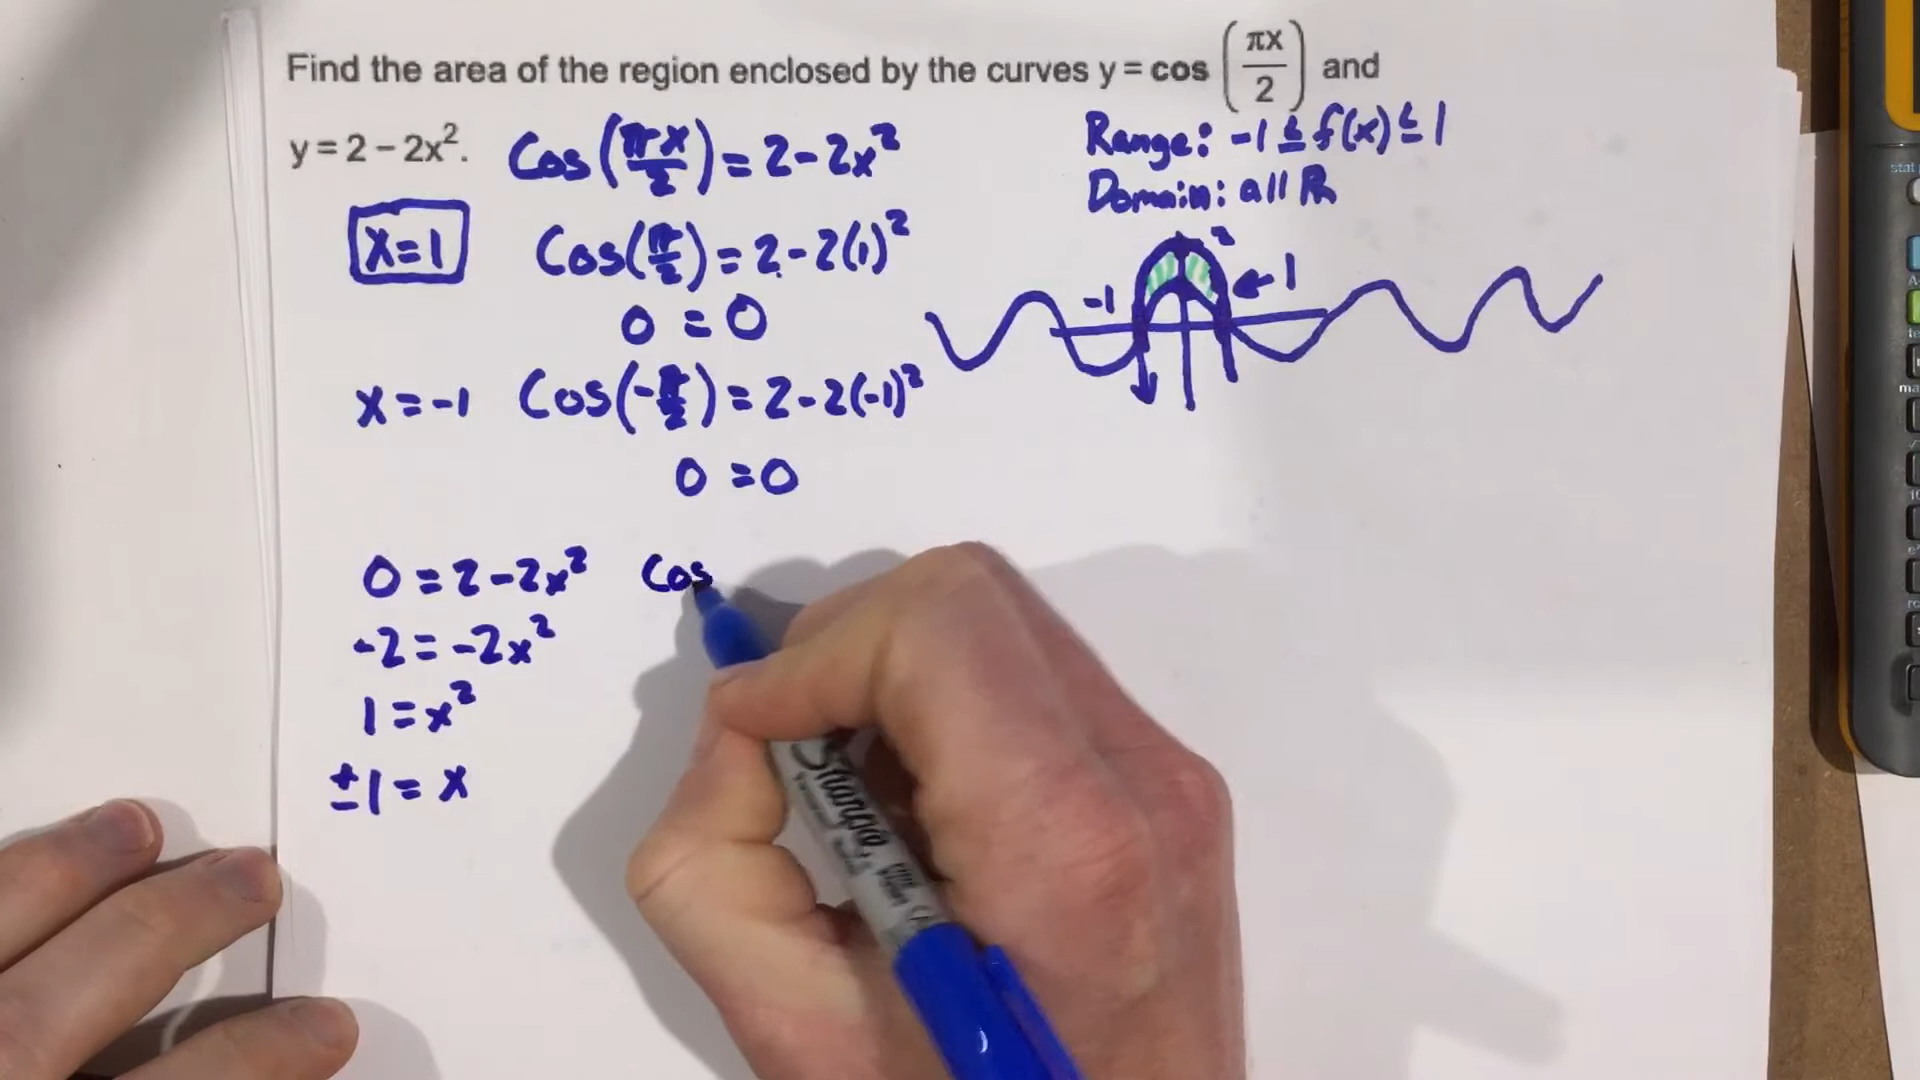 Find the area of the region enclosed by the curves y = cos (πx/2) and
y = 2 − 2x².
Cos(πx/2) = 2 - 2x²
Range: -1 ≤ f(x) ≤ 1
Domain: all R
x=1
Cos(π/2) = 2 - 2(1)²
0 = 0
2
-1
← 1
x = -1
Cos(-π/2) = 2 - 2(-1)²
0 = 0
0 = 2 - 2x²
Cos
-2 = -2x²
1 = x²
±1 = x
Sharpie
stat